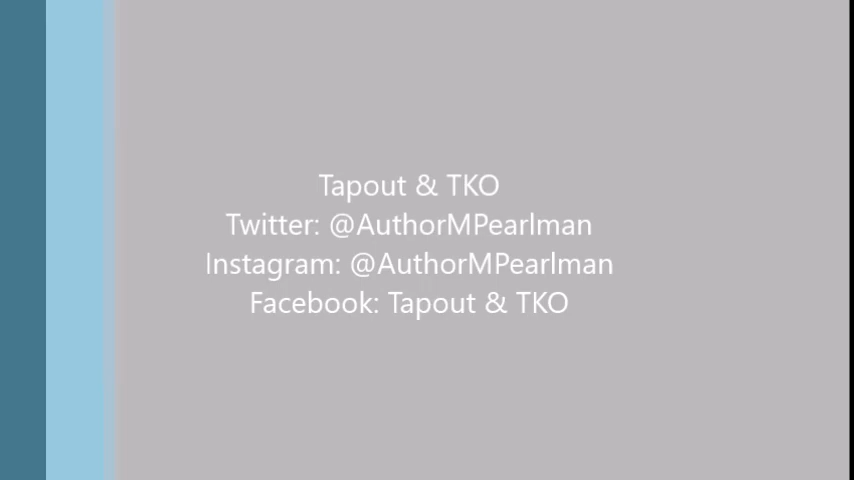 Tapout & TKO
Twitter: @AuthorMPearlman
Instagram: @AuthorMPearlman
Facebook: Tapout & TKO